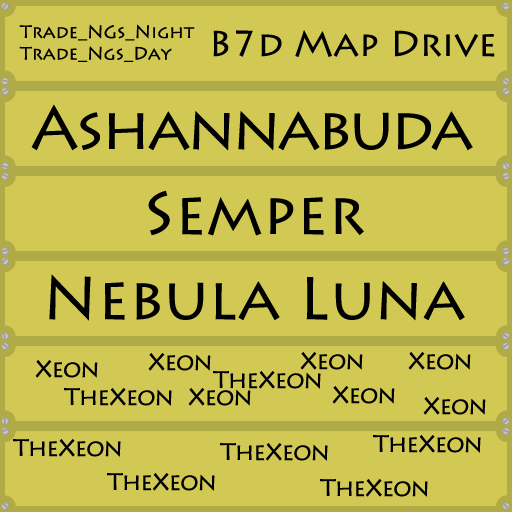 Trade_NGs_Night
Trade_Ngs_Day
B7d Map Drive
Ashannabuda
Semper
Nebula Luna
Xeon Xeon Xeon Xeon
TheXeon
TheXeon Xeon Xeon
Xeon
TheXeon TheXeon TheXeon
TheXeon TheXeon